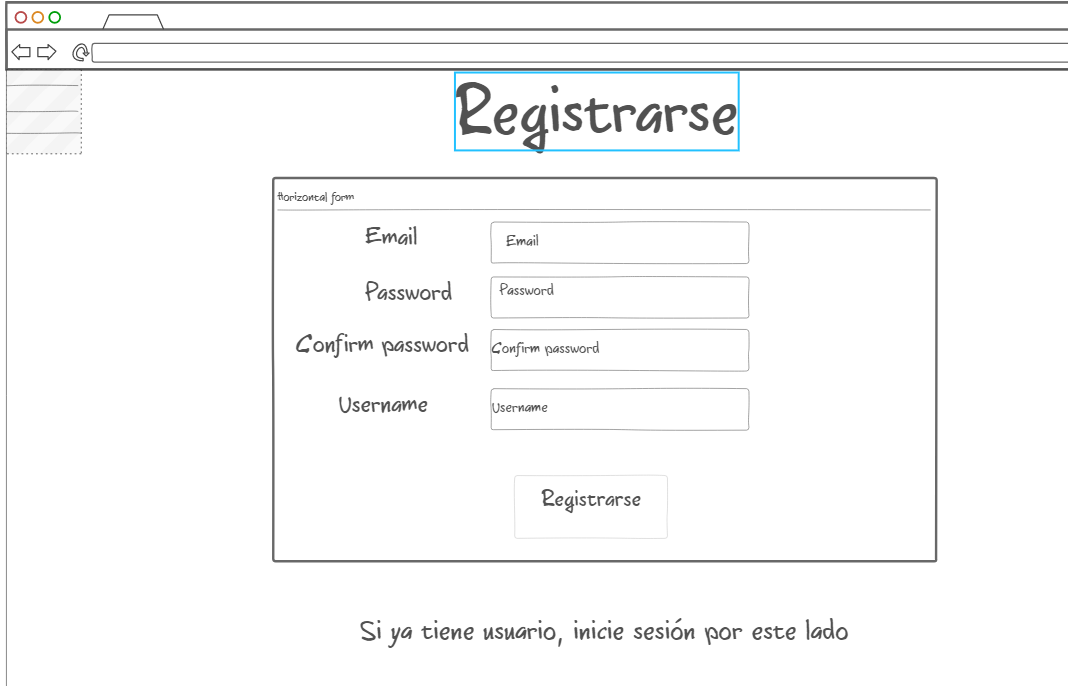 Registrarse
Horizontal form
Email Email
Password Password
Confirm password Confirm password
Username Username
Registrarse
Si ya tiene usuario, inicie sesión por este lado